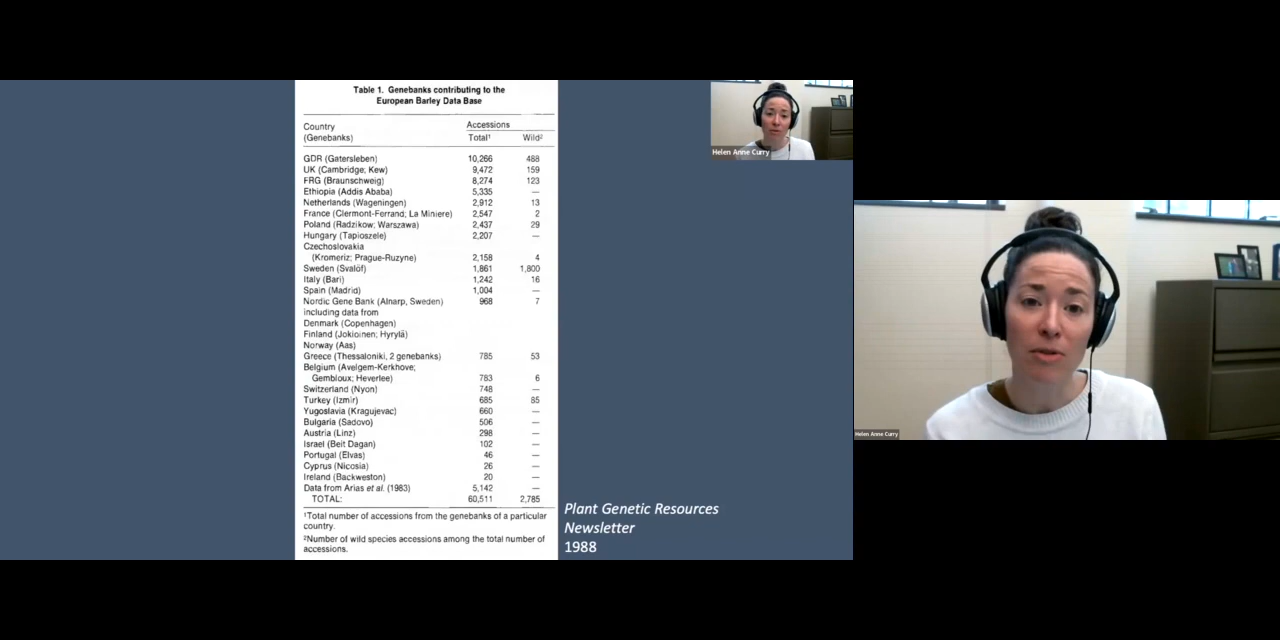 Table 1. Genebanks contributing to the
European Barley Data Base
Country
(Genebanks)
Accessions
Total¹ Wild²
GDR (Gatersleben) 10,266 488
UK (Cambridge; Kew) 9,472 159
FRG (Braunschweig) 8,274 123
Ethiopia (Addis Ababa) 5,335 —
Netherlands (Wageningen) 2,912 13
France (Clermont-Ferrand; La Miniere) 2,547 2
Poland (Radzikow; Warszawa) 2,437 29
Hungary (Tapioszele) 2,207 —
Czechoslovakia
(Kromeriz; Prague-Ruzyne) 2,158 4
Sweden (Svalöf) 1,861 1,800
Italy (Bari) 1,242 16
Spain (Madrid) 1,004 —
Nordic Gene Bank (Alnarp, Sweden) 968 7
including data from
Denmark (Copenhagen)
Finland (Jokioinen; Hyrylä)
Norway (Aas)
Greece (Thessaloniki, 2 genebanks) 785 53
Belgium (Avelgem-Kerkhove;
Gembloux; Heverlee) 783 6
Switzerland (Nyon) 748 —
Turkey (Izmir) 685 85
Yugoslavia (Kragujevac) 660 —
Bulgaria (Sadovo) 506 —
Austria (Linz) 298 —
Israel (Beit Dagan) 102 —
Portugal (Elvas) 46 —
Cyprus (Nicosia) 26 —
Ireland (Backweston) 20 —
Data from Arias et al. (1983) 5,142 —
TOTAL: 60,511 2,785
¹Total number of accessions from the genebanks of a particular
country.
²Number of wild species accessions among the total number of
accessions.
Plant Genetic Resources
Newsletter
1988
Helen Anne Curry
Helen Anne Curry